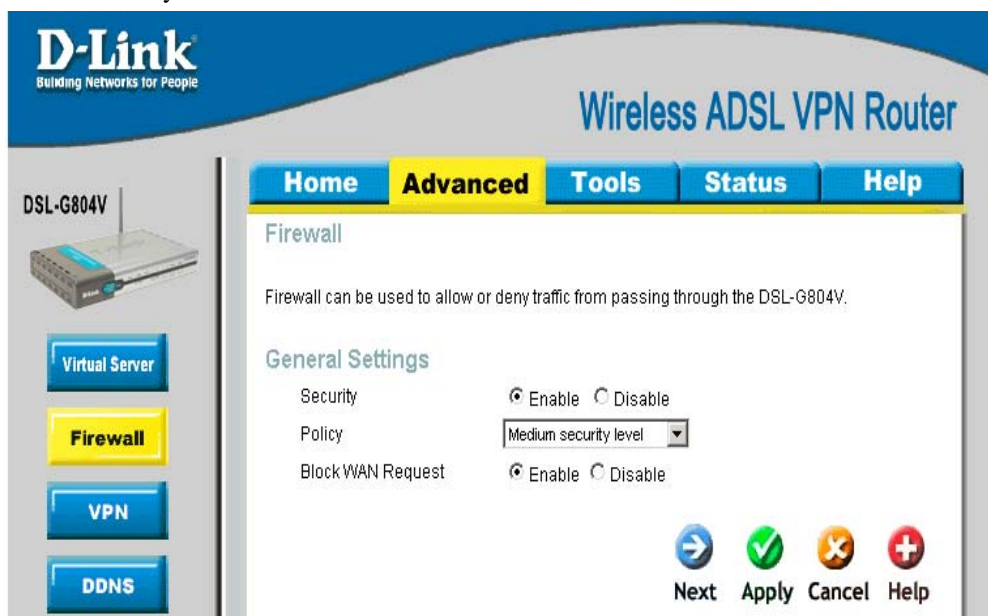 D-Link
Building Networks for People
Wireless ADSL VPN Router
DSL-G804V
Home Advanced Tools Status Help
Firewall
Firewall can be used to allow or deny traffic from passing through the DSL-G804V.
General Settings
Security Enable Disable
Policy Medium security level
Block WAN Request Enable Disable
Next Apply Cancel Help
Virtual Server
Firewall
VPN
DDNS